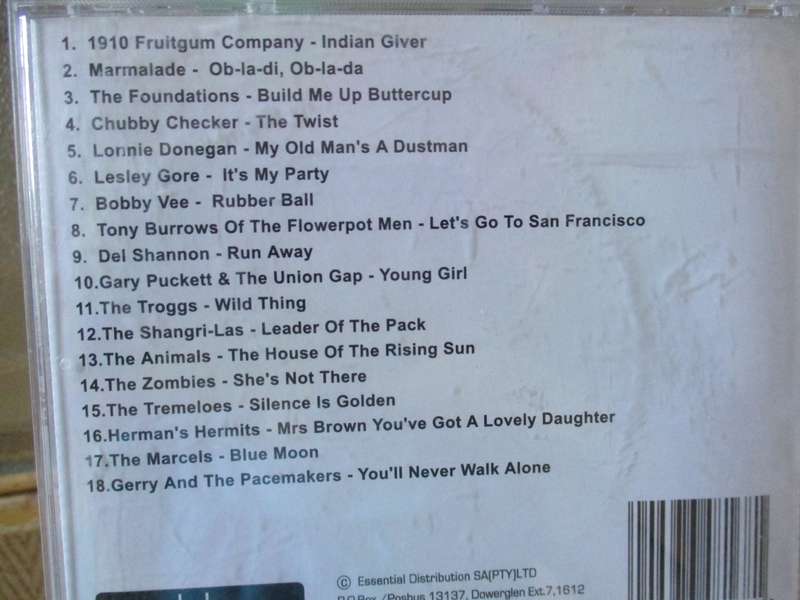 1. 1910 Fruitgum Company - Indian Giver
2. Marmalade - Ob-la-di, Ob-la-da
3. The Foundations - Build Me Up Buttercup
4. Chubby Checker - The Twist
5. Lonnie Donegan - My Old Man's A Dustman
6. Lesley Gore - It's My Party
7. Bobby Vee - Rubber Ball
8. Tony Burrows Of The Flowerpot Men - Let's Go To San Francisco
9. Del Shannon - Run Away
10.Gary Puckett & The Union Gap - Young Girl
11.The Troggs - Wild Thing
12.The Shangri-Las - Leader Of The Pack
13.The Animals - The House Of The Rising Sun
14.The Zombies - She's Not There
15.The Tremeloes - Silence Is Golden
16.Herman's Hermits - Mrs Brown You've Got A Lovely Daughter
17.The Marcels - Blue Moon
18.Gerry And The Pacemakers - You'll Never Walk Alone
© Essential Distribution SA(PTY)LTD
P.O.Box /Posbus 13137, Dowerglen Ext.7,1612